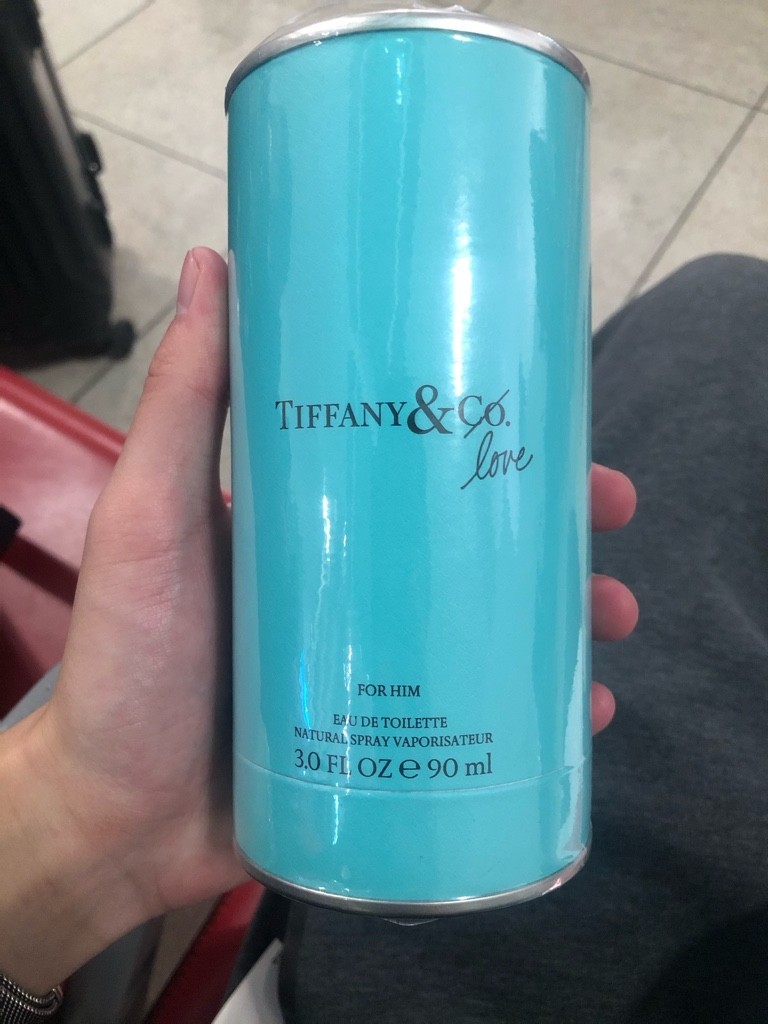 TIFFANY & Co.
love
FOR HIM
EAU DE TOILETTE
NATURAL SPRAY VAPORISATEUR
3.0 FL OZ ℮ 90 ml